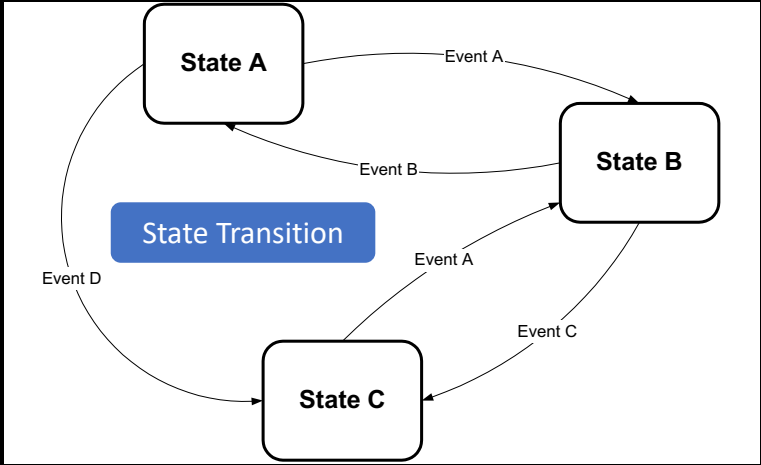 State A
Event A
State B
Event B
State Transition
Event A
Event D
Event C
State C